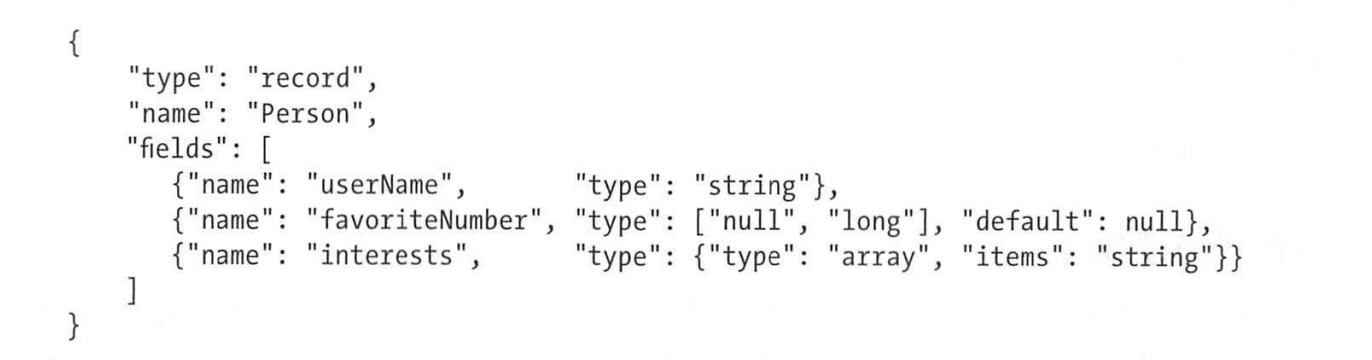 {
    "type": "record",
    "name": "Person",
    "fields": [
        {"name": "userName",       "type": "string"},
        {"name": "favoriteNumber", "type": ["null", "long"], "default": null},
        {"name": "interests",      "type": {"type": "array", "items": "string"}}
    ]
}